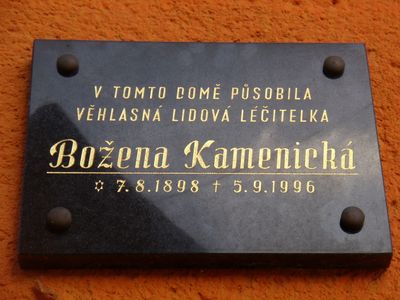 V TOMTO DOMĚ PŮSOBILA
VĚHLASNÁ LIDOVÁ LÉČITELKA
Božena Kamenická
✡ 7.8.1898 † 5.9.1996